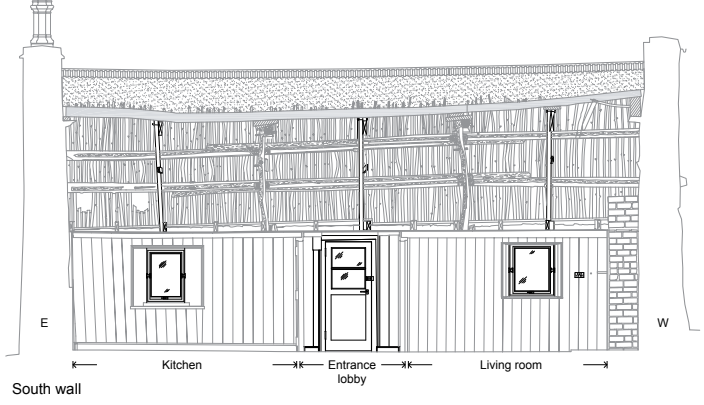 E
W
Kitchen
Entrance
lobby
Living room
South wall